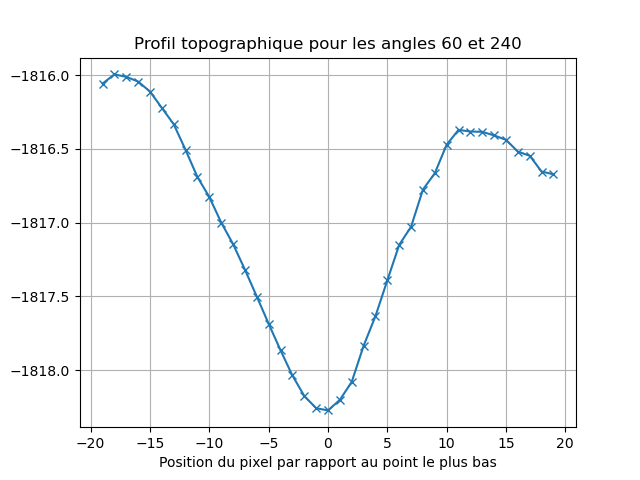 Profil topographique pour les angles 60 et 240
−1816.0
−1816.5
−1817.0
−1817.5
−1818.0
−20 −15 −10 −5 0 5 10 15 20
Position du pixel par rapport au point le plus bas